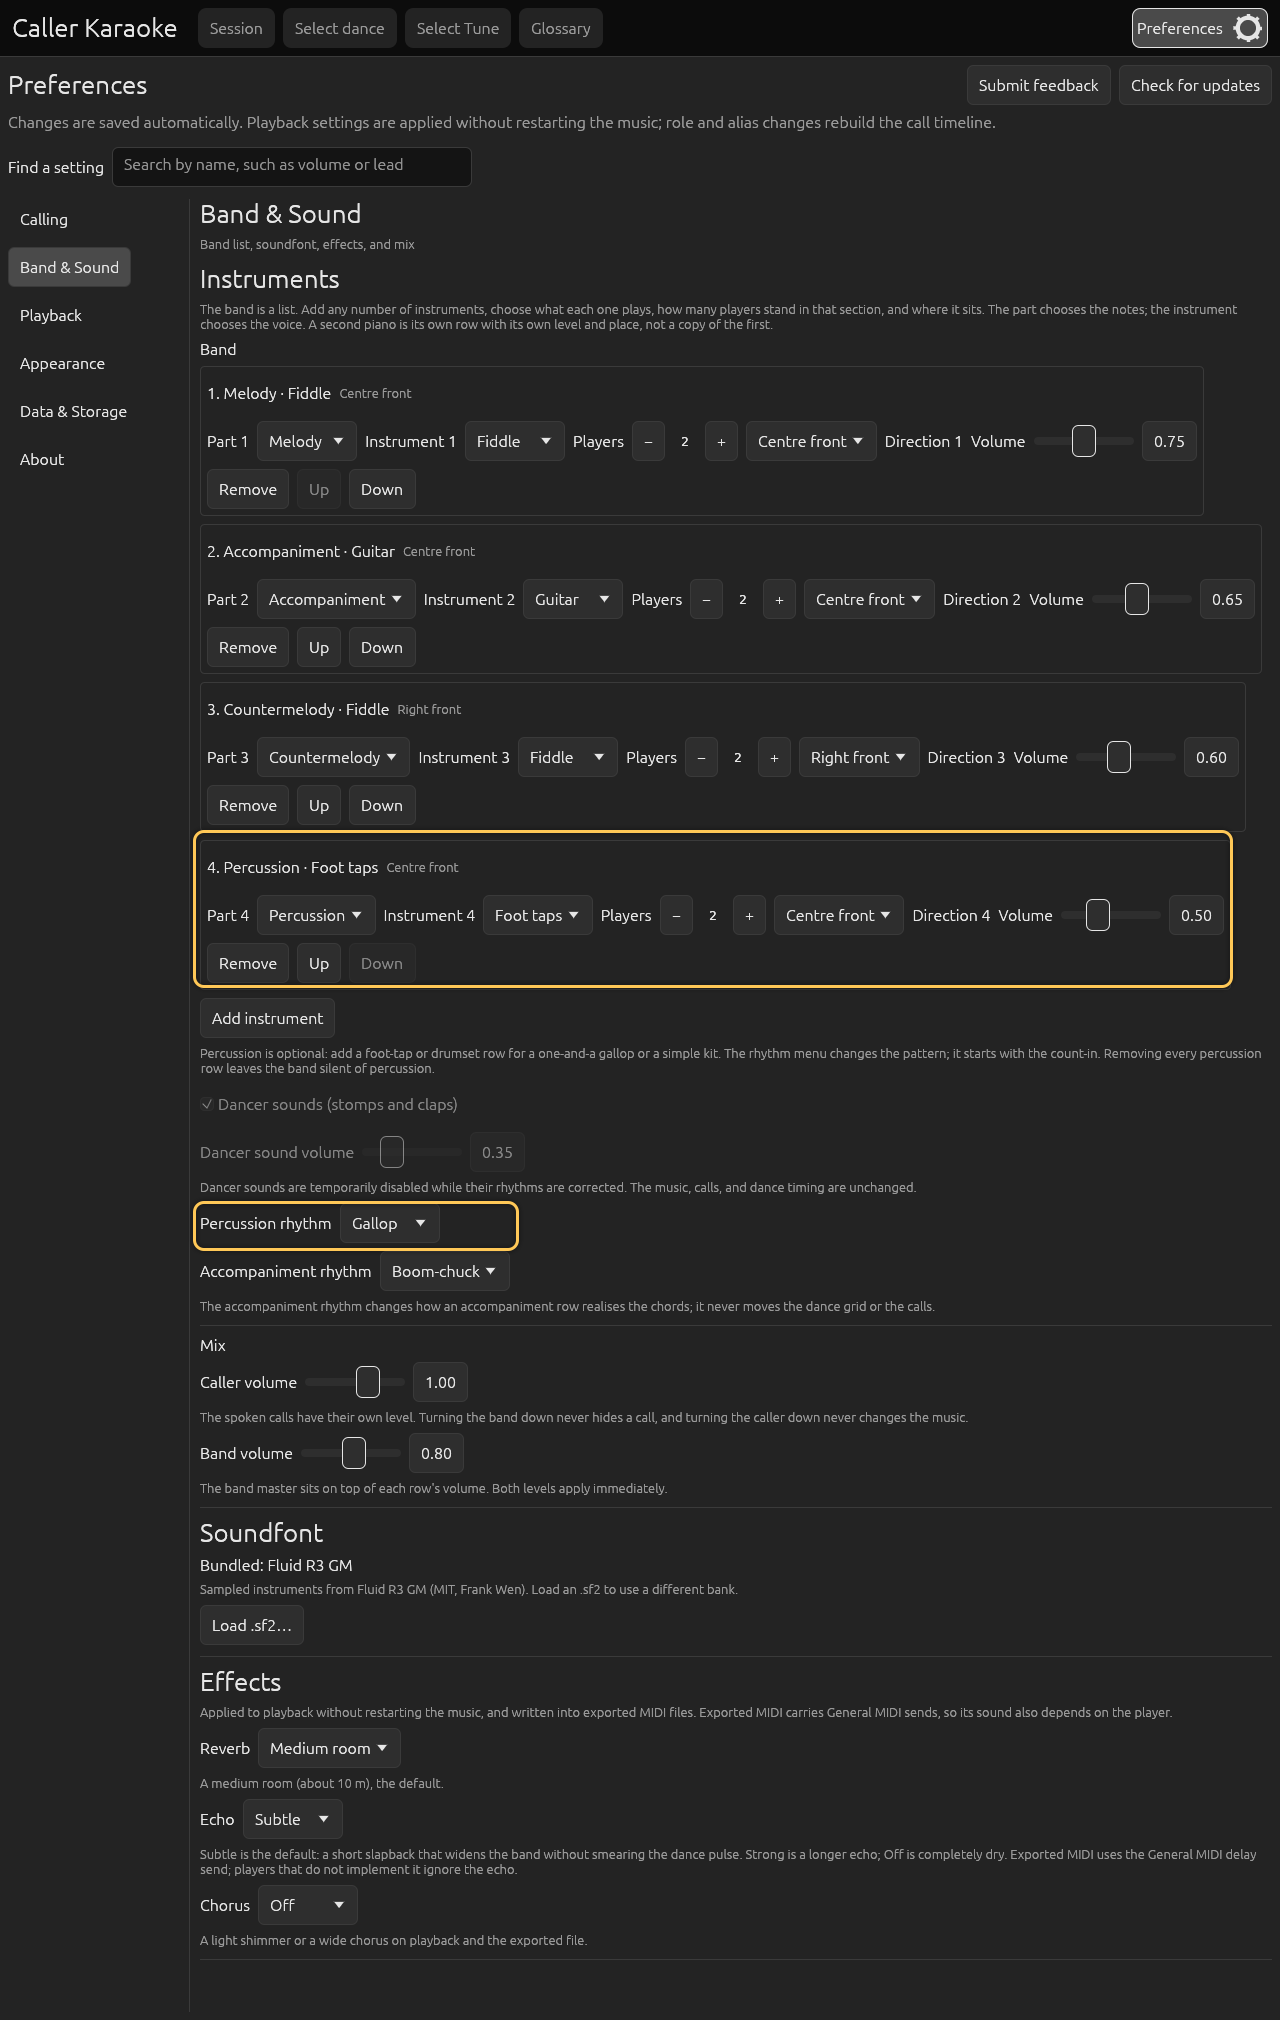 Caller Karaoke Session Select dance Select Tune Glossary Preferences
Preferences Submit feedback Check for updates
Changes are saved automatically. Playback settings are applied without restarting the music; role and alias changes rebuild the call timeline.
Find a setting Search by name, such as volume or lead
Calling
Band & Sound
Playback
Appearance
Data & Storage
About
Band & Sound
Band list, soundfont, effects, and mix
Instruments
The band is a list. Add any number of instruments, choose what each one plays, how many players stand in that section, and where it sits. The part chooses the notes; the instrument
chooses the voice. A second piano is its own row with its own level and place, not a copy of the first.
Band
1. Melody · Fiddle Centre front
Part 1 Melody Instrument 1 Fiddle Players − 2 + Centre front Direction 1 Volume 0.75
Remove Up Down
2. Accompaniment · Guitar Centre front
Part 2 Accompaniment Instrument 2 Guitar Players − 2 + Centre front Direction 2 Volume 0.65
Remove Up Down
3. Countermelody · Fiddle Right front
Part 3 Countermelody Instrument 3 Fiddle Players − 2 + Right front Direction 3 Volume 0.60
Remove Up Down
4. Percussion · Foot taps Centre front
Part 4 Percussion Instrument 4 Foot taps Players − 2 + Centre front Direction 4 Volume 0.50
Remove Up Down
Add instrument
Percussion is optional: add a foot-tap or drumset row for a one-and-a gallop or a simple kit. The rhythm menu changes the pattern; it starts with the count-in. Removing every percussion
row leaves the band silent of percussion.
Dancer sounds (stomps and claps)
Dancer sound volume 0.35
Dancer sounds are temporarily disabled while their rhythms are corrected. The music, calls, and dance timing are unchanged.
Percussion rhythm Gallop
Accompaniment rhythm Boom-chuck
The accompaniment rhythm changes how an accompaniment row realises the chords; it never moves the dance grid or the calls.
Mix
Caller volume 1.00
The spoken calls have their own level. Turning the band down never hides a call, and turning the caller down never changes the music.
Band volume 0.80
The band master sits on top of each row's volume. Both levels apply immediately.
Soundfont
Bundled: Fluid R3 GM
Sampled instruments from Fluid R3 GM (MIT, Frank Wen). Load an .sf2 to use a different bank.
Load .sf2…
Effects
Applied to playback without restarting the music, and written into exported MIDI files. Exported MIDI carries General MIDI sends, so its sound also depends on the player.
Reverb Medium room
A medium room (about 10 m), the default.
Echo Subtle
Subtle is the default: a short slapback that widens the band without smearing the dance pulse. Strong is a longer echo; Off is completely dry. Exported MIDI uses the General MIDI delay
send; players that do not implement it ignore the echo.
Chorus Off
A light shimmer or a wide chorus on playback and the exported file.